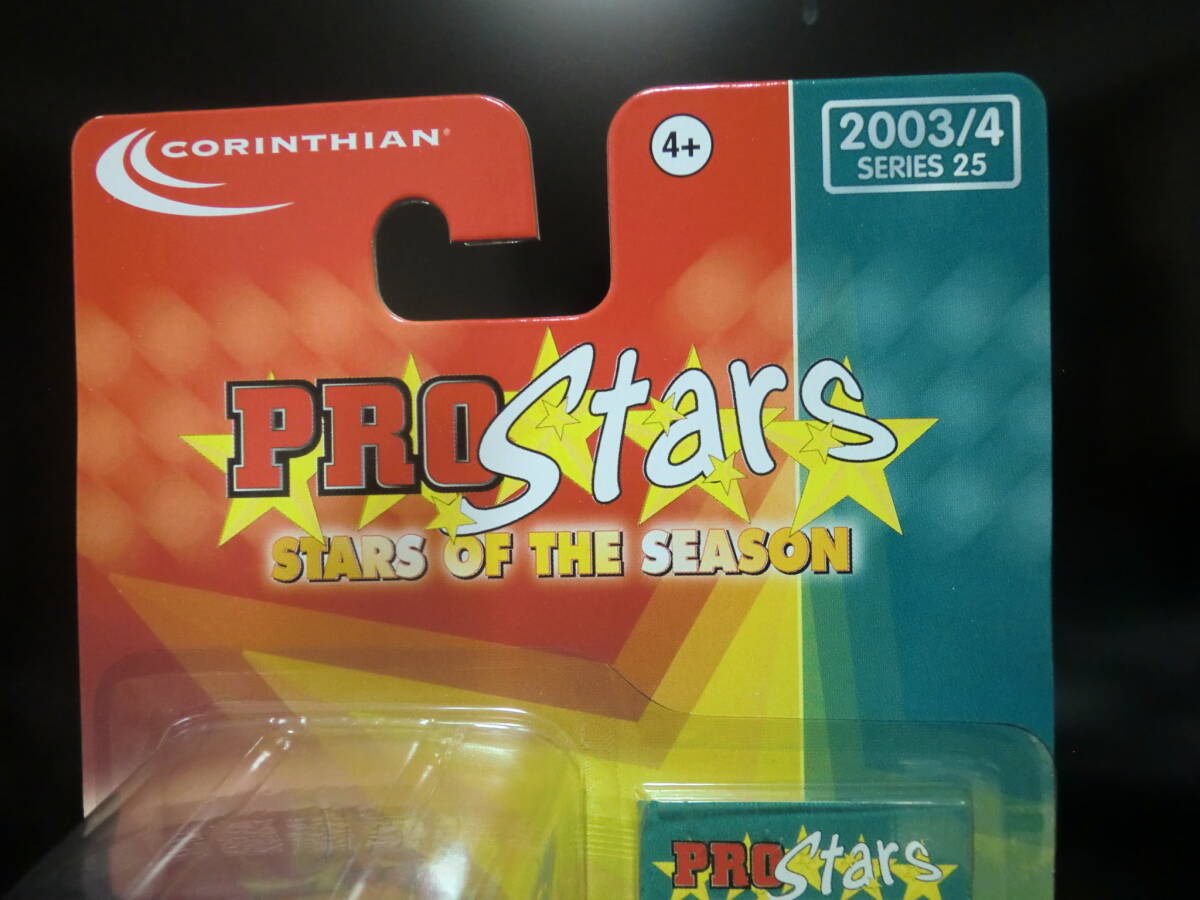 CORINTHIAN®
4+
2003/4
SERIES 25
PROStars
STARS OF THE SEASON
PROStars